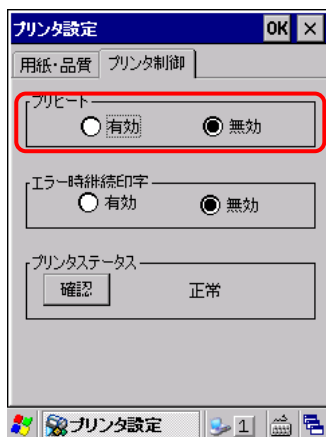 プリンタ設定 OK ×
用紙・品質 プリンタ制御
プリヒート
有効 無効
エラー時継続印字
有効 無効
プリンタステータス
確認 正常
プリンタ設定 1